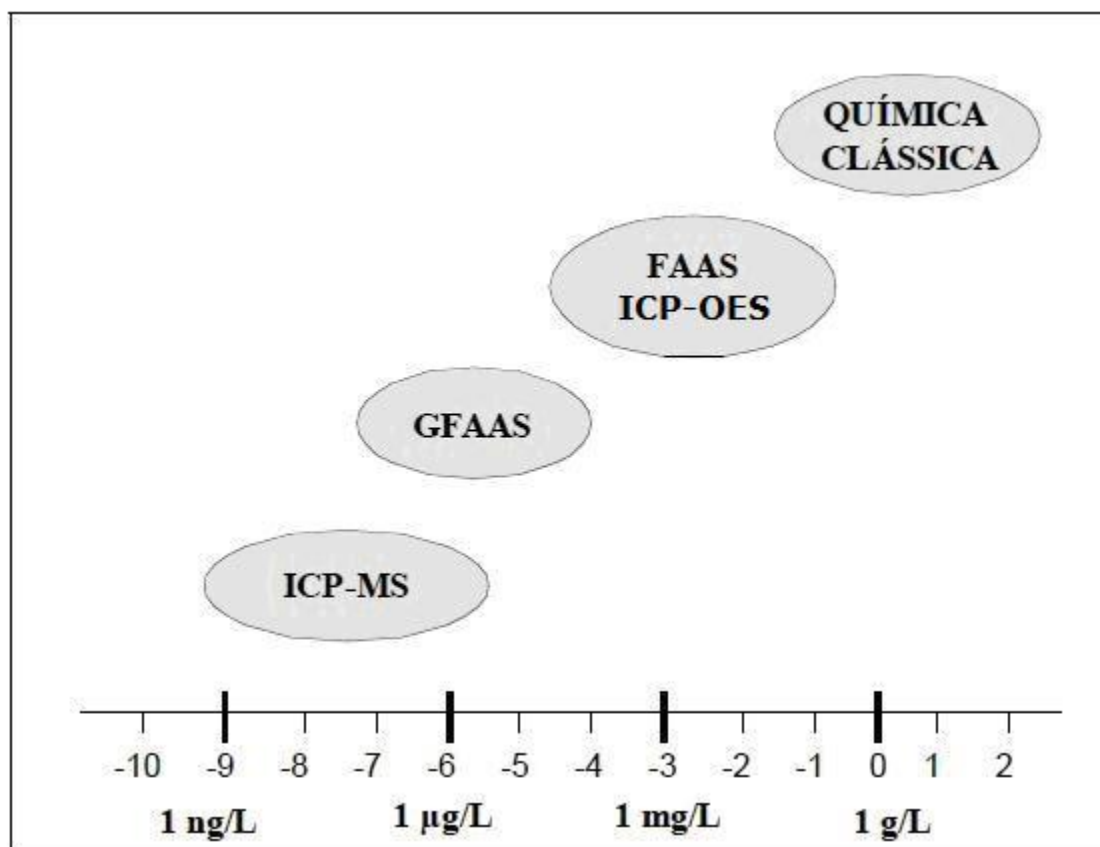 QUÍMICA
CLÁSSICA
FAAS
ICP-OES
GFAAS
ICP-MS
-10 -9 -8 -7 -6 -5 -4 -3 -2 -1 0 1 2
1 ng/L 1 µg/L 1 mg/L 1 g/L